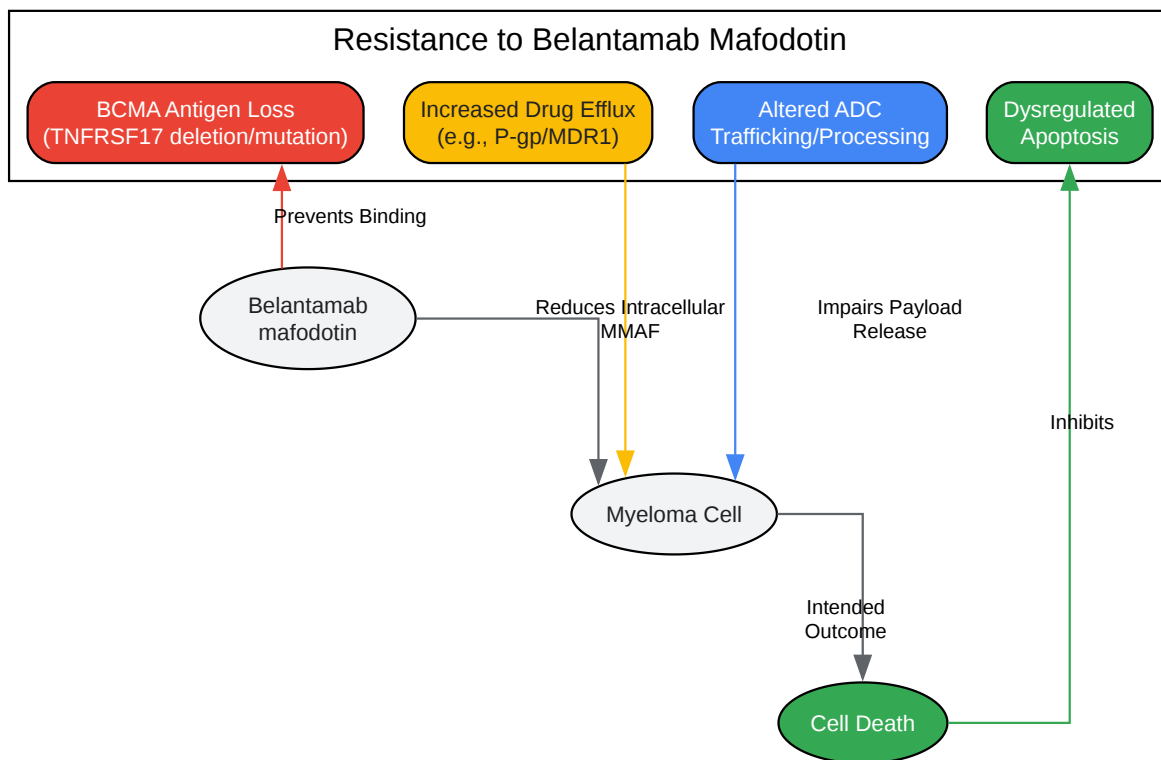 Resistance to Belantamab Mafodotin
BCMA Antigen Loss
(TNFRSF17 deletion/mutation)
Increased Drug Efflux
(e.g., P-gp/MDR1)
Altered ADC
Trafficking/Processing
Dysregulated
Apoptosis
Prevents Binding
Belantamab
mafodotin
Reduces Intracellular
MMAF
Impairs Payload
Release
Inhibits
Myeloma Cell
Intended
Outcome
Cell Death